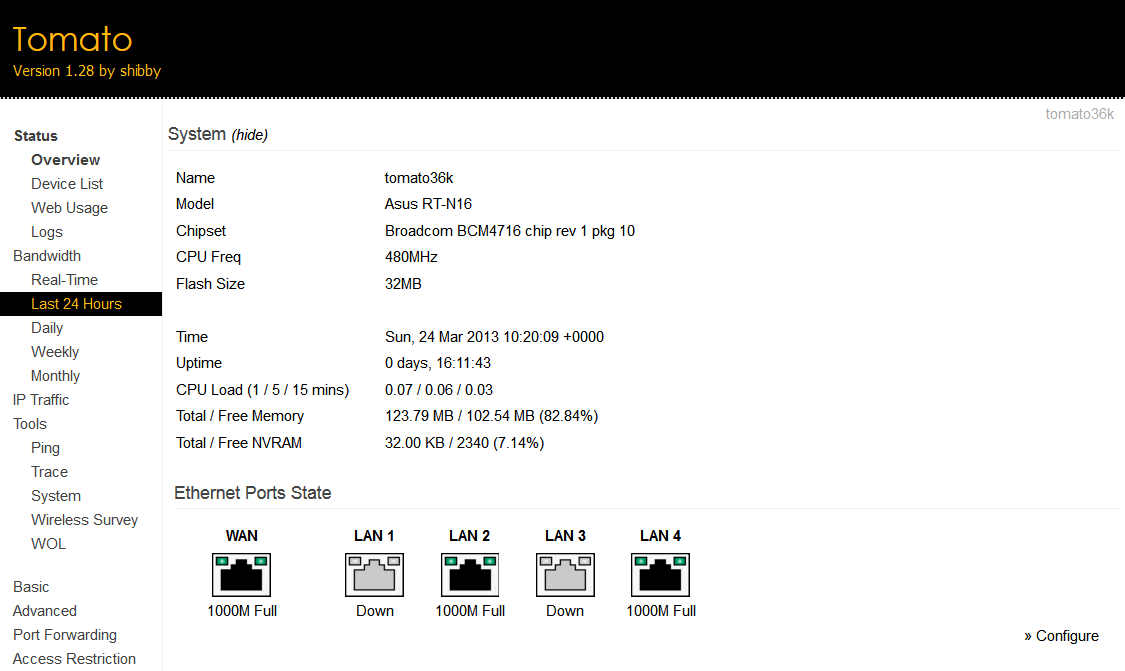 Tomato
Version 1.28 by shibby
tomato36k
Status
Overview
Device List
Web Usage
Logs
Bandwidth
Real-Time
Last 24 Hours
Daily
Weekly
Monthly
IP Traffic
Tools
Ping
Trace
System
Wireless Survey
WOL
Basic
Advanced
Port Forwarding
Access Restriction
System (hide)
Name tomato36k
Model Asus RT-N16
Chipset Broadcom BCM4716 chip rev 1 pkg 10
CPU Freq 480MHz
Flash Size 32MB
Time Sun, 24 Mar 2013 10:20:09 +0000
Uptime 0 days, 16:11:43
CPU Load (1 / 5 / 15 mins) 0.07 / 0.06 / 0.03
Total / Free Memory 123.79 MB / 102.54 MB (82.84%)
Total / Free NVRAM 32.00 KB / 2340 (7.14%)
Ethernet Ports State
WAN LAN 1 LAN 2 LAN 3 LAN 4
1000M Full Down 1000M Full Down 1000M Full
» Configure